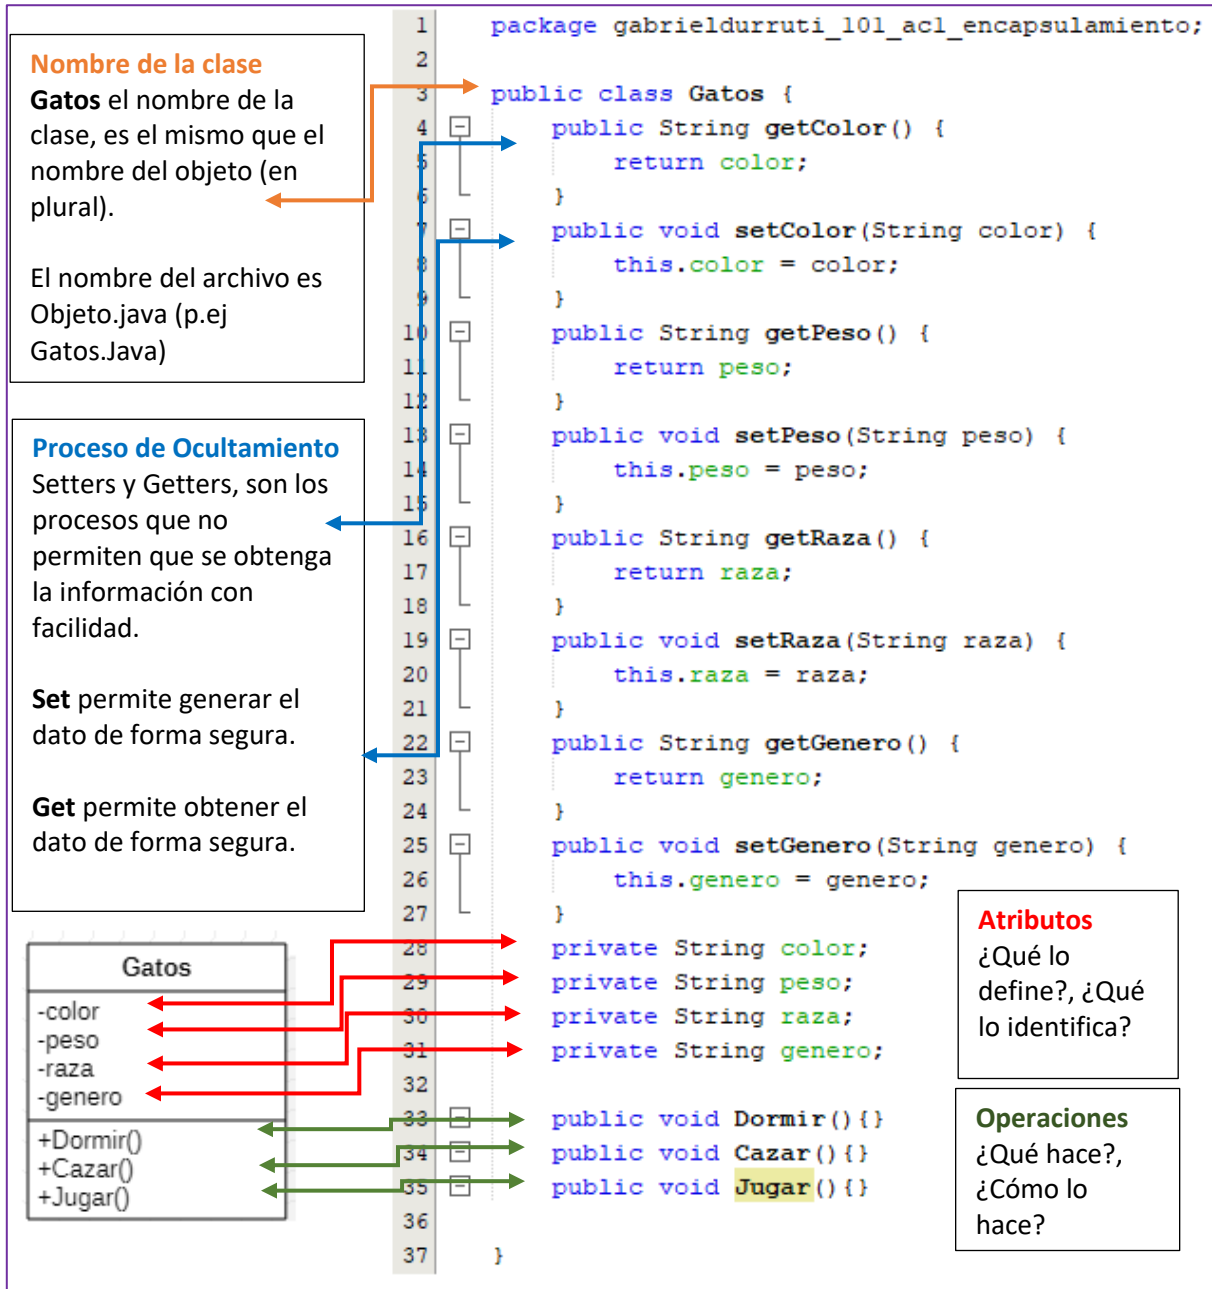 Nombre de la clase
Gatos el nombre de la
clase, es el mismo que el
nombre del objeto (en
plural).
El nombre del archivo es
Objeto.java (p.ej
Gatos.Java)
Proceso de Ocultamiento
Setters y Getters, son los
procesos que no
permiten que se obtenga
la información con
facilidad.
Set permite generar el
dato de forma segura.
Get permite obtener el
dato de forma segura.
Gatos
-color
-peso
-raza
-genero
+Dormir()
+Cazar()
+Jugar()
1 package gabrieldurruti_101_acl_encapsulamiento;
2
3 public class Gatos {
4 public String getColor() {
5 return color;
6 }
7 public void setColor(String color) {
8 this.color = color;
9 }
10 public String getPeso() {
11 return peso;
12 }
13 public void setPeso(String peso) {
14 this.peso = peso;
15 }
16 public String getRaza() {
17 return raza;
18 }
19 public void setRaza(String raza) {
20 this.raza = raza;
21 }
22 public String getGenero() {
23 return genero;
24 }
25 public void setGenero(String genero) {
26 this.genero = genero;
27 }
28 private String color;
29 private String peso;
30 private String raza;
31 private String genero;
32
33 public void Dormir(){}
34 public void Cazar(){}
35 public void Jugar(){}
36
37 }
Atributos
¿Qué lo
define?, ¿Qué
lo identifica?
Operaciones
¿Qué hace?,
¿Cómo lo
hace?